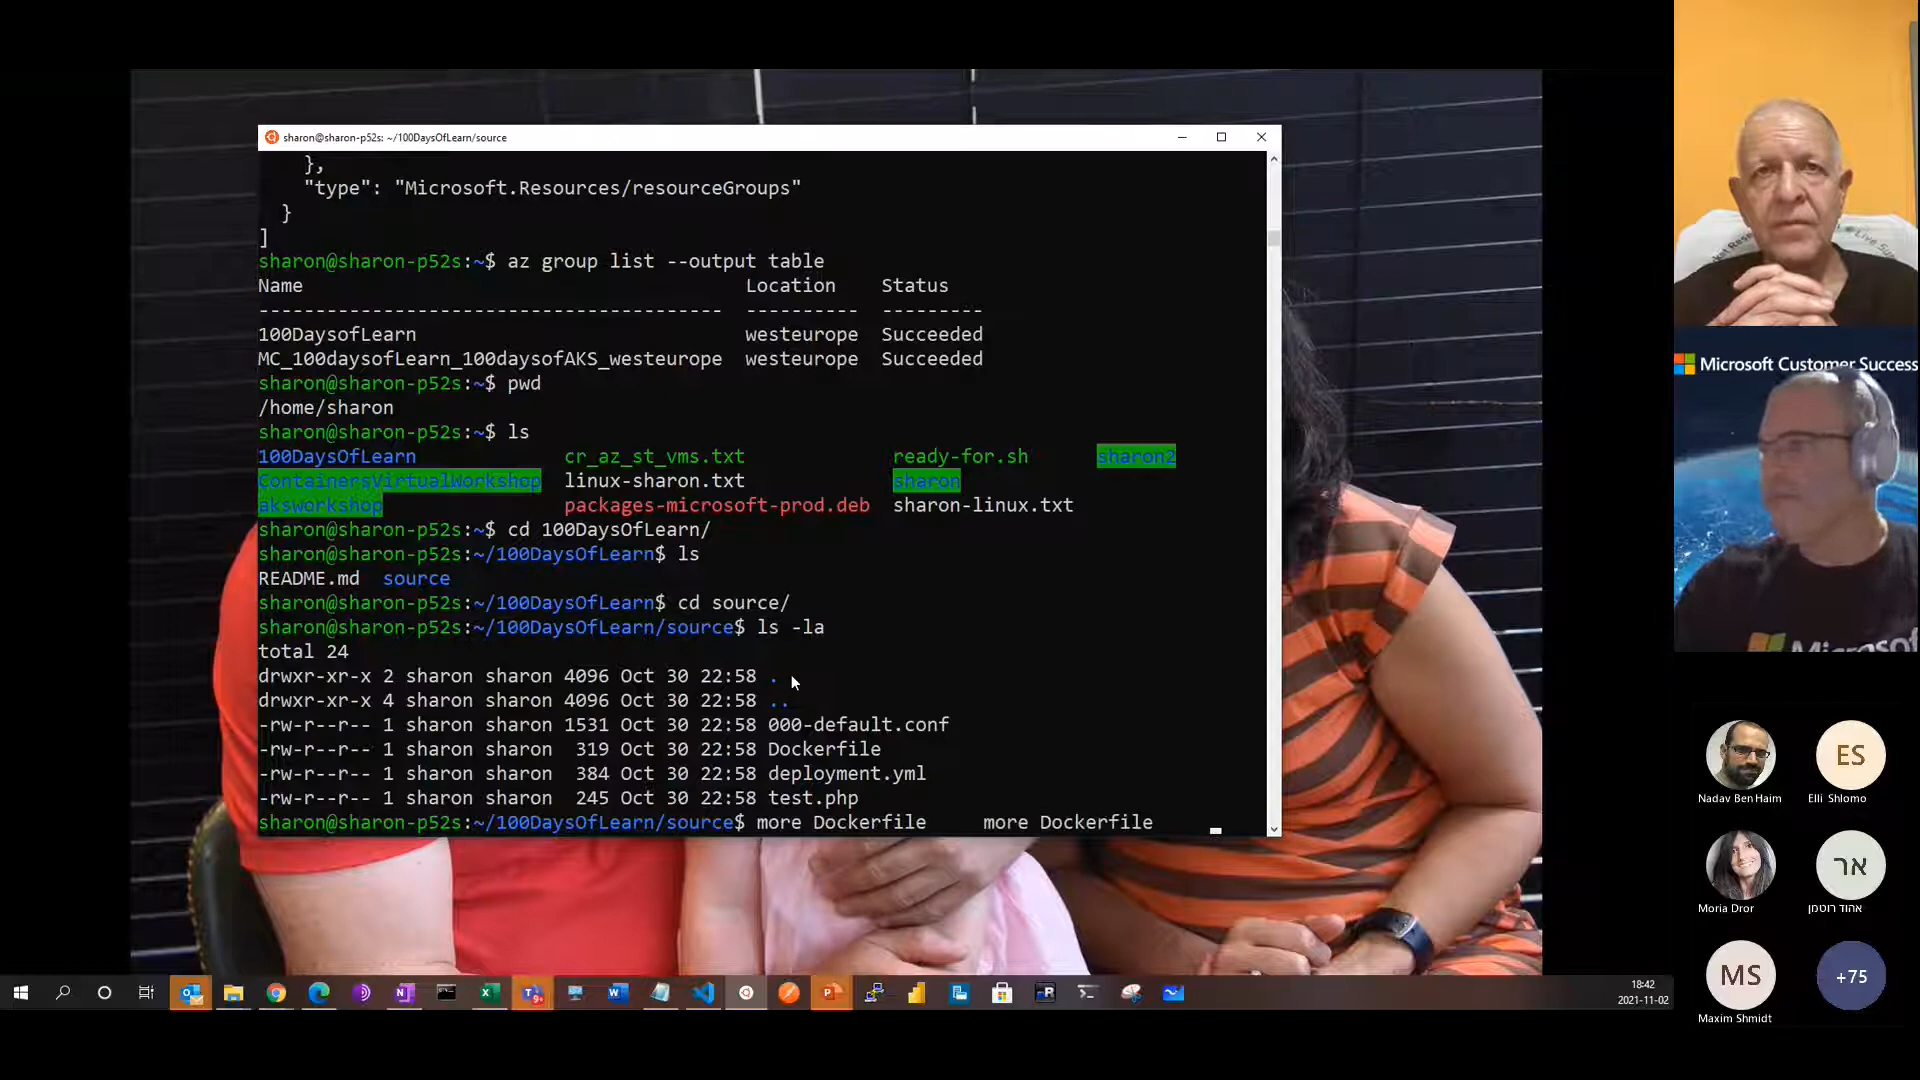 sharon@sharon-p52s: ~/100DaysOfLearn/source
},
"type": "Microsoft.Resources/resourceGroups"
}
]
sharon@sharon-p52s:~$ az group list --output table
Name Location Status
----------------------------------------- ---------- ---------
100DaysofLearn westeurope Succeeded
MC_100daysofLearn_100daysofAKS_westeurope westeurope Succeeded
sharon@sharon-p52s:~$ pwd
/home/sharon
sharon@sharon-p52s:~$ ls
100DaysOfLearn cr_az_st_vms.txt ready-for.sh sharon2
ContainersVirtualWorkshop linux-sharon.txt sharon
aksworkshop packages-microsoft-prod.deb sharon-linux.txt
sharon@sharon-p52s:~$ cd 100DaysOfLearn/
sharon@sharon-p52s:~/100DaysOfLearn$ ls
README.md source
sharon@sharon-p52s:~/100DaysOfLearn$ cd source/
sharon@sharon-p52s:~/100DaysOfLearn/source$ ls -la
total 24
drwxr-xr-x 2 sharon sharon 4096 Oct 30 22:58 .
drwxr-xr-x 4 sharon sharon 4096 Oct 30 22:58 ..
-rw-r--r-- 1 sharon sharon 1531 Oct 30 22:58 000-default.conf
-rw-r--r-- 1 sharon sharon 319 Oct 30 22:58 Dockerfile
-rw-r--r-- 1 sharon sharon 384 Oct 30 22:58 deployment.yml
-rw-r--r-- 1 sharon sharon 245 Oct 30 22:58 test.php
sharon@sharon-p52s:~/100DaysOfLearn/source$ more Dockerfile more Dockerfile
18:42
2021-11-02
Microsoft Customer Success
Microsof
ES
Nadav Ben Haim Elli Shlomo
אר
Moria Dror אהוד רוטמן
MS +75
Maxim Shmidt